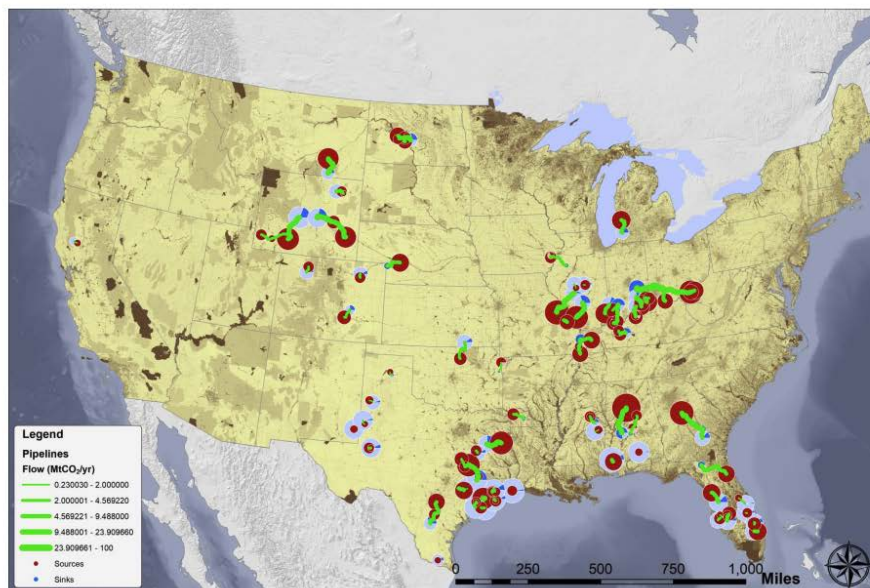 Legend
Pipelines
Flow (MtCO₂/yr)
0.230030 - 2.000000
2.000001 - 4.569220
4.569221 - 9.488000
9.488001 - 23.909660
23.909661 - 100
Sources
Sinks
0 250 500 750 1,000
Miles